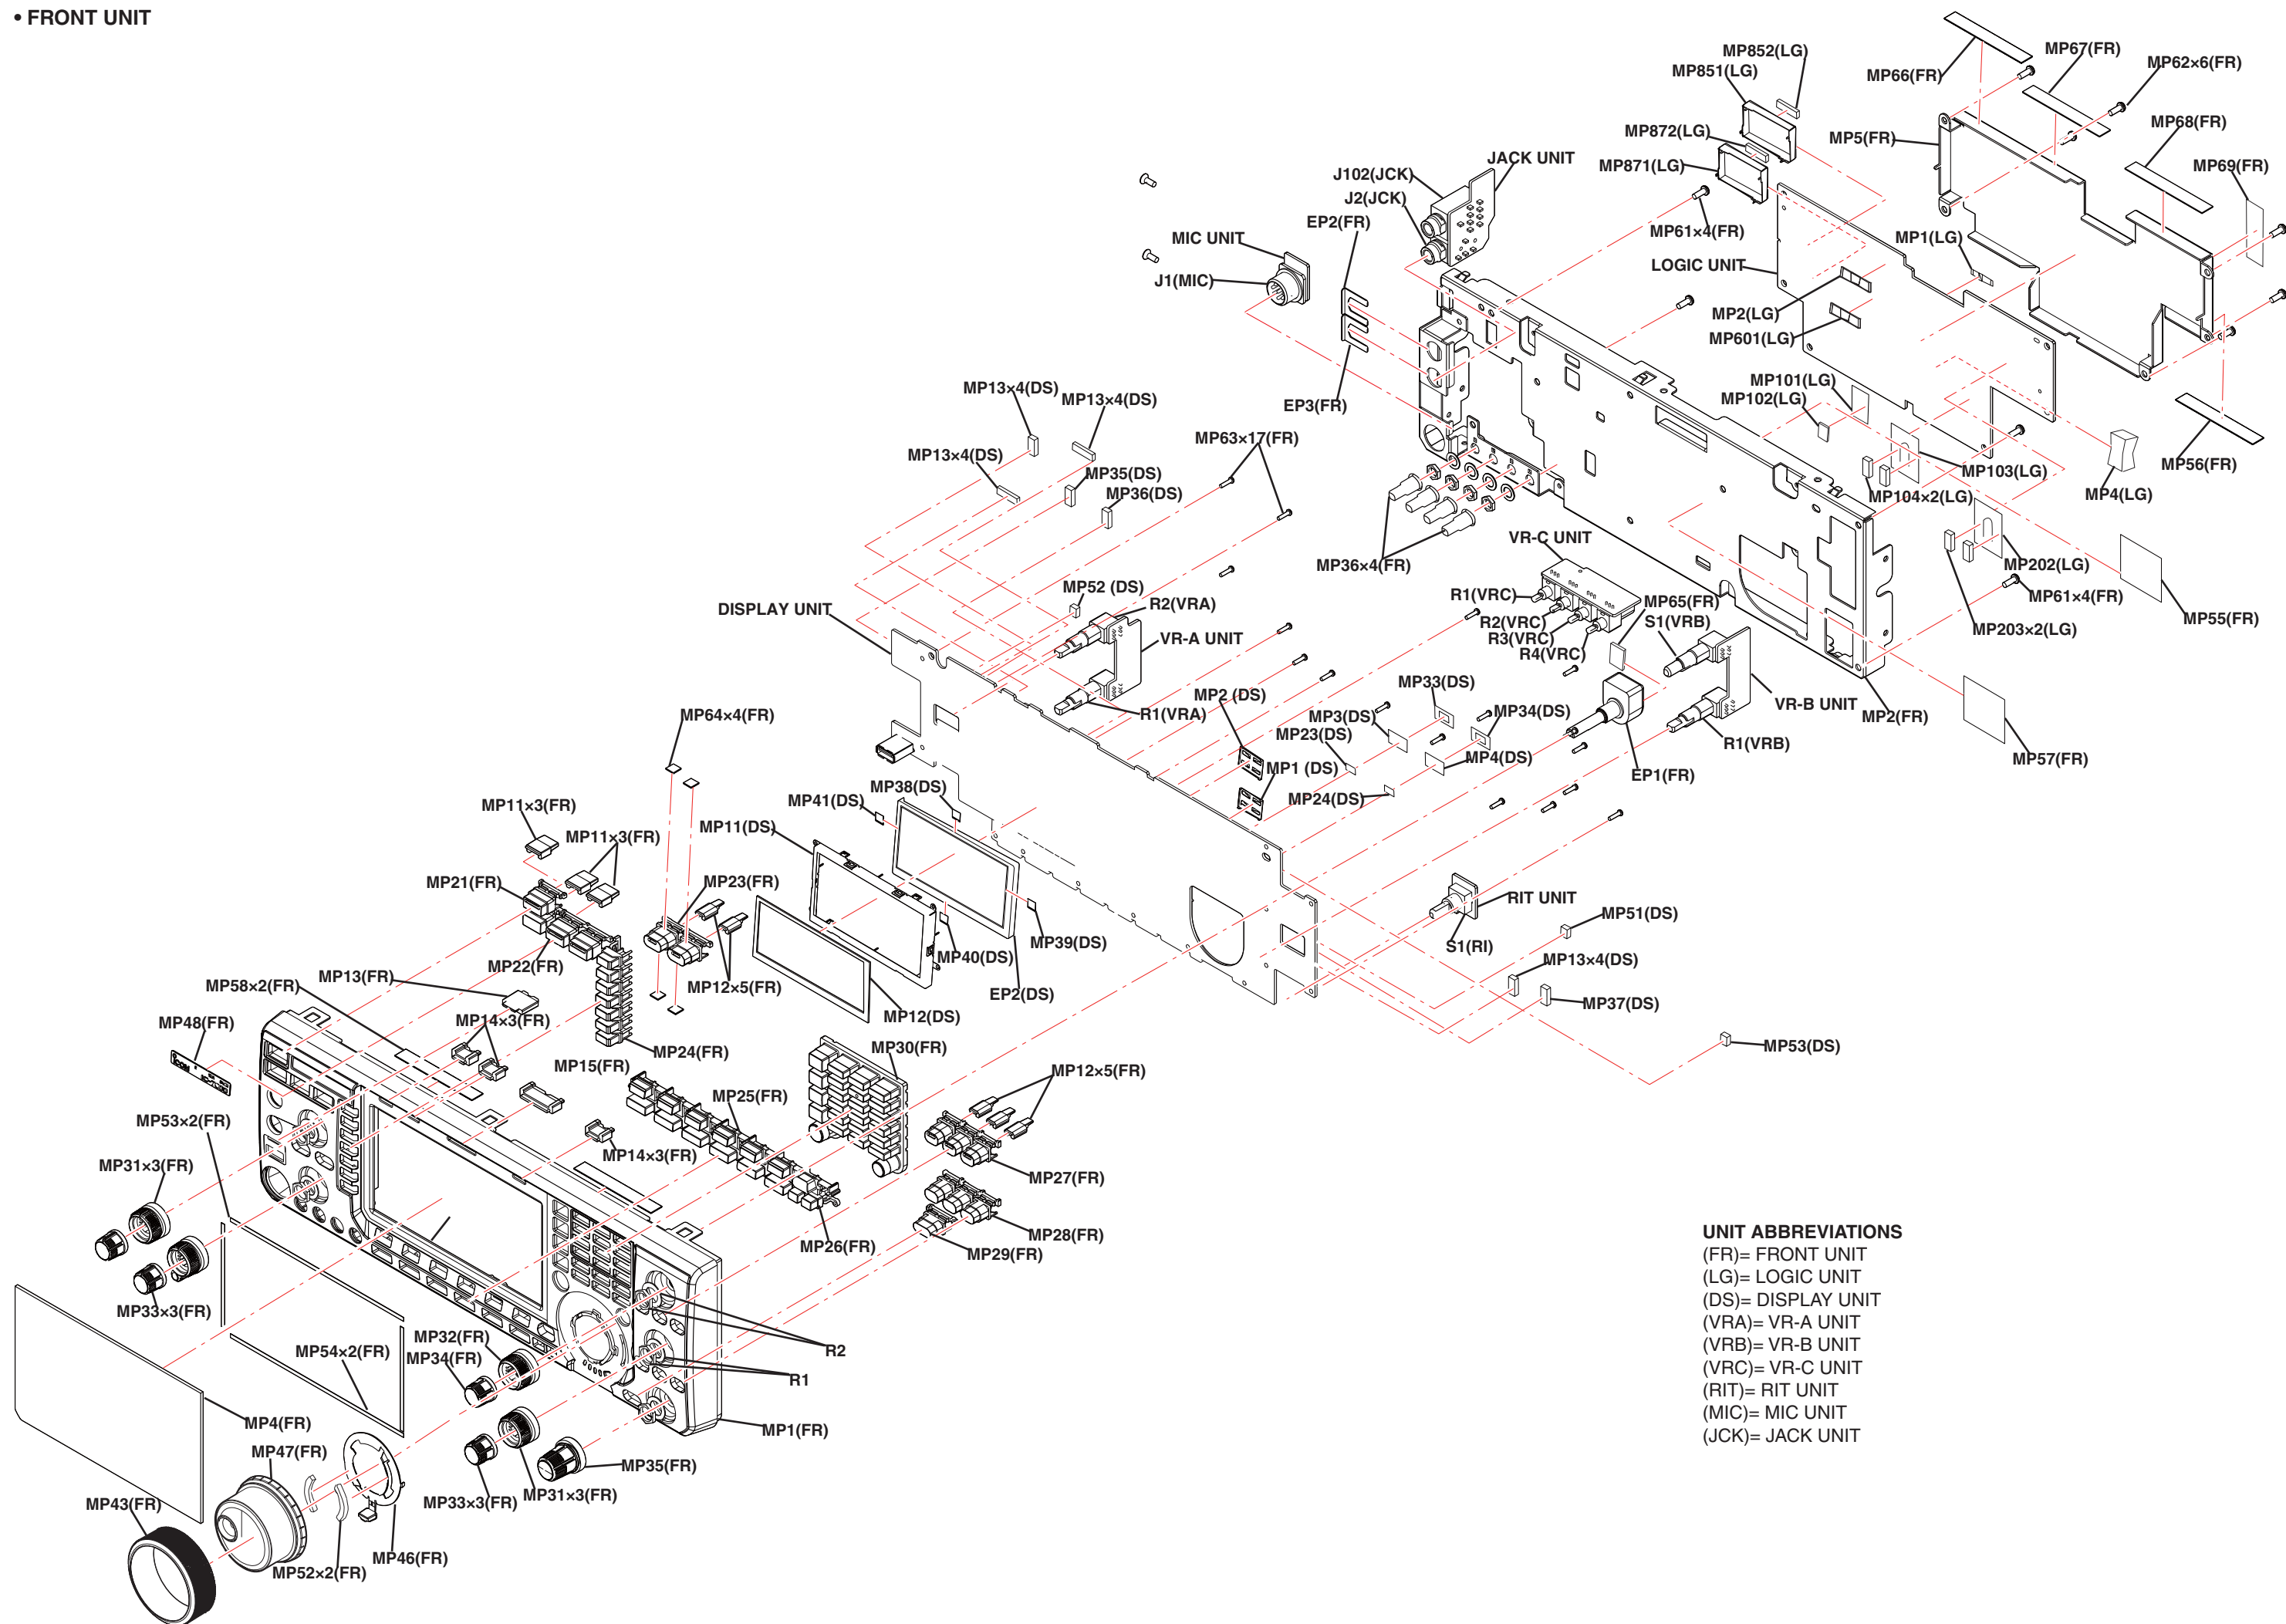 • FRONT UNIT
MP66(FR)
MP67(FR)
MP62×6(FR)
MP852(LG)
MP851(LG)
MP872(LG)
MP871(LG)
MP5(FR)
MP68(FR)
MP69(FR)
JACK UNIT
J102(JCK)
J2(JCK)
EP2(FR)
MIC UNIT
J1(MIC)
EP3(FR)
MP61×4(FR)
LOGIC UNIT
MP1(LG)
MP2(LG)
MP601(LG)
MP101(LG)
MP102(LG)
MP103(LG)
MP104×2(LG)
MP4(LG)
MP56(FR)
MP13×4(DS)
MP13×4(DS)
MP13×4(DS)
MP35(DS)
MP36(DS)
MP63×17(FR)
MP36×4(FR)
VR-C UNIT
R1(VRC)
R2(VRC)
R3(VRC)
R4(VRC)
MP65(FR)
S1(VRB)
MP202(LG)
MP61×4(FR)
MP203×2(LG)
MP55(FR)
MP52 (DS)
R2(VRA)
VR-A UNIT
R1(VRA)
DISPLAY UNIT
MP2 (DS)
MP33(DS)
MP3(DS)
MP34(DS)
MP23(DS)
MP4(DS)
MP1 (DS)
MP24(DS)
EP1(FR)
VR-B UNIT
R1(VRB)
MP2(FR)
MP57(FR)
MP64×4(FR)
MP11×3(FR)
MP11×3(FR)
MP41(DS)
MP38(DS)
MP11(DS)
MP21(FR)
MP23(FR)
MP22(FR)
MP12×5(FR)
MP39(DS)
MP40(DS)
EP2(DS)
MP12(DS)
RIT UNIT
S1(RI)
MP51(DS)
MP13×4(DS)
MP37(DS)
MP53(DS)
MP13(FR)
MP58×2(FR)
MP48(FR)
MP14×3(FR)
MP24(FR)
MP15(FR)
MP30(FR)
MP25(FR)
MP12×5(FR)
MP14×3(FR)
MP27(FR)
MP28(FR)
MP29(FR)
MP26(FR)
MP53×2(FR)
MP31×3(FR)
MP33×3(FR)
MP54×2(FR)
MP32(FR)
MP34(FR)
R2
R1
MP1(FR)
MP4(FR)
MP47(FR)
MP35(FR)
MP33×3(FR)
MP31×3(FR)
MP43(FR)
MP46(FR)
MP52×2(FR)
UNIT ABBREVIATIONS
(FR)= FRONT UNIT
(LG)= LOGIC UNIT
(DS)= DISPLAY UNIT
(VRA)= VR-A UNIT
(VRB)= VR-B UNIT
(VRC)= VR-C UNIT
(RIT)= RIT UNIT
(MIC)= MIC UNIT
(JCK)= JACK UNIT